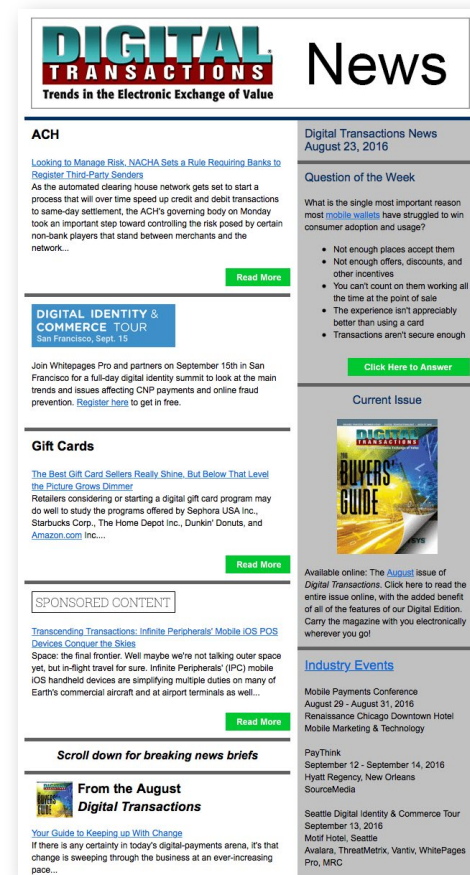 DIGITAL
TRANSACTIONS
Trends in the Electronic Exchange of Value
News
ACH
Looking to Manage Risk, NACHA Sets a Rule Requiring Banks to
Register Third-Party Senders
As the automated clearing house network gets set to start a
process that will over time speed up credit and debit transactions
to same-day settlement, the ACH's governing body on Monday
took an important step toward controlling the risk posed by certain
non-bank players that stand between merchants and the
network...
Read More
DIGITAL IDENTITY &
COMMERCE TOUR
San Francisco, Sept. 15
Join Whitepages Pro and partners on September 15th in San
Francisco for a full-day digital identity summit to look at the main
trends and issues affecting CNP payments and online fraud
prevention. Register here to get in free.
Gift Cards
The Best Gift Card Sellers Really Shine, But Below That Level
the Picture Grows Dimmer
Retailers considering or starting a digital gift card program may
do well to study the programs offered by Sephora USA Inc.,
Starbucks Corp., The Home Depot Inc., Dunkin' Donuts, and
Amazon.com Inc....
Read More
SPONSORED CONTENT
Transcending Transactions: Infinite Peripherals' Mobile iOS POS
Devices Conquer the Skies
Space: the final frontier. Well maybe we're not talking outer space
yet, but in-flight travel for sure. Infinite Peripherals' (IPC) mobile
iOS handheld devices are simplifying multiple duties on many of
Earth's commercial aircraft and at airport terminals as well...
Read More
Scroll down for breaking news briefs
DIGITAL
BUYERS'
GUIDE
From the August
Digital Transactions
Your Guide to Keeping up With Change
If there is any certainty in today's digital-payments arena, it's that
change is sweeping through the business at an ever-increasing
pace...
Digital Transactions News
August 23, 2016
Question of the Week
What is the single most important reason
most mobile wallets have struggled to win
consumer adoption and usage?
• Not enough places accept them
• Not enough offers, discounts, and
other incentives
• You can't count on them working all
the time at the point of sale
• The experience isn't appreciably
better than using a card
• Transactions aren't secure enough
Click Here to Answer
Current Issue
DIGITAL
TRANSACTIONS
THE
BUYERS'
GUIDE
Available online: The August issue of
Digital Transactions. Click here to read the
entire issue online, with the added benefit
of all of the features of our Digital Edition.
Carry the magazine with you electronically
wherever you go!
Industry Events
Mobile Payments Conference
August 29 - August 31, 2016
Renaissance Chicago Downtown Hotel
Mobile Marketing & Technology
PayThink
September 12 - September 14, 2016
Hyatt Regency, New Orleans
SourceMedia
Seattle Digital Identity & Commerce Tour
September 13, 2016
Motif Hotel, Seattle
Avalara, ThreatMetrix, Vantiv, WhitePages
Pro, MRC